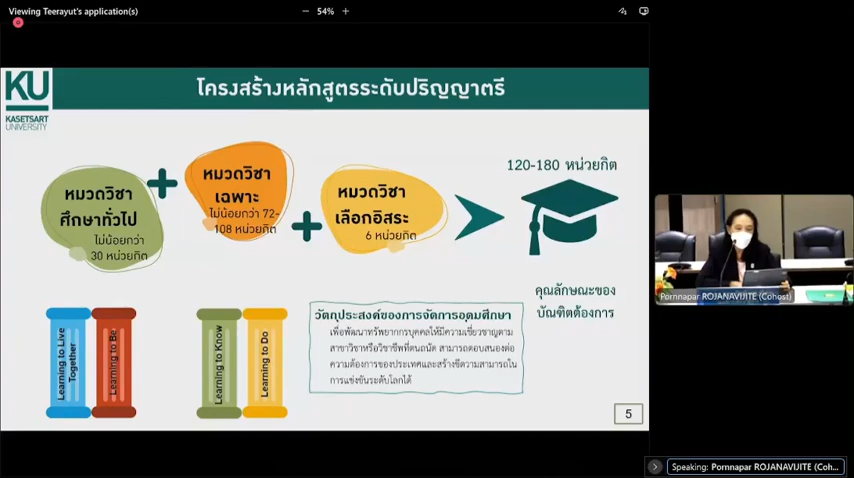 Viewing Teerayut's application(s)
54%
KU
KASETSART
UNIVERSITY
โครงสร้างหลักสูตรระดับปริญญาตรี
หมวดวิชา
ศึกษาทั่วไป
ไม่น้อยกว่า
30 หน่วยกิต
หมวดวิชา
เฉพาะ
ไม่น้อยกว่า 72-
108 หน่วยกิต
หมวดวิชา
เลือกอิสระ
6 หน่วยกิต
120-180 หน่วยกิต
คุณลักษณะของ
บัณฑิตต้องการ
Learning to Live
Together
Learning to Be
Learning to Know
Learning to Do
วัตถุประสงค์ของการจัดการอุดมศึกษา
เพื่อพัฒนาทรัพยากรบุคคลให้มีความเชี่ยวชาญตาม
สาขาวิชาหรือวิชาชีพที่ตนถนัด สามารถตอบสนองต่อ
ความต้องการของประเทศและสร้างขีดความสามารถใน
การแข่งขันระดับโลกได้
5
Pornnapar ROJANAVIJITE (Cohost)
Speaking: Pornnapar ROJANAVIJITE (Coh...